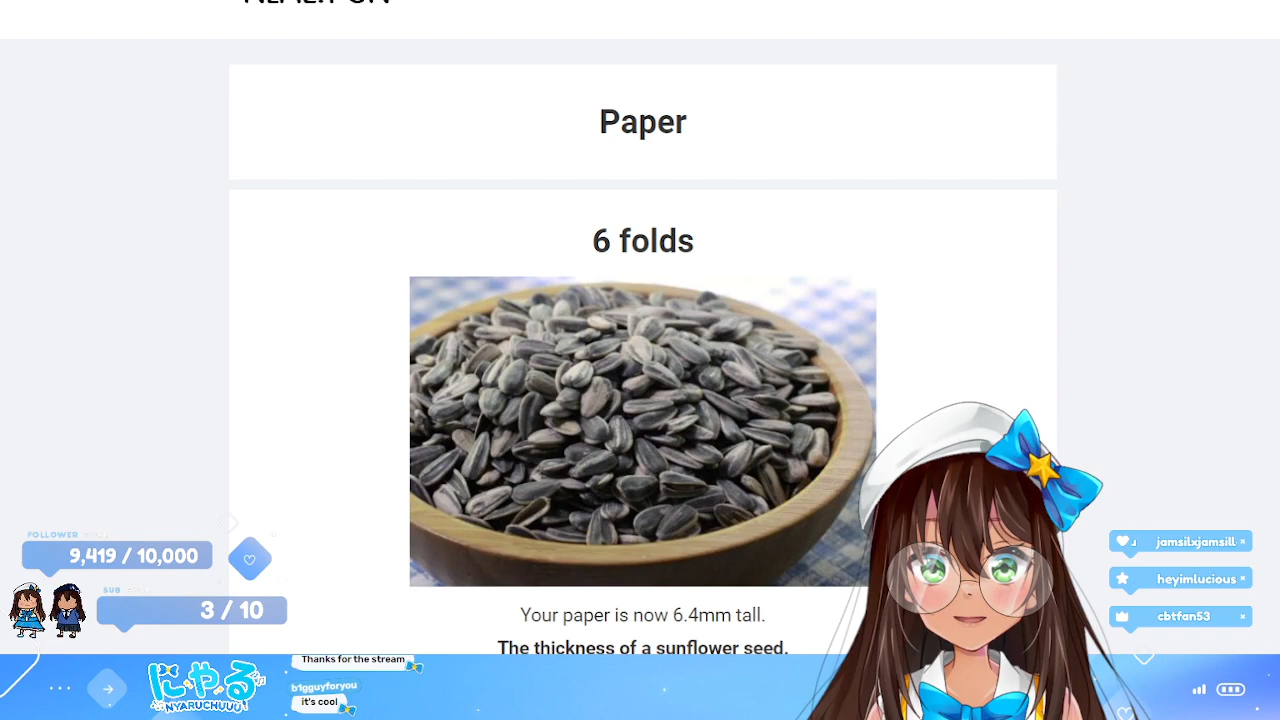 Paper
6 folds
Your paper is now 6.4mm tall.
The thickness of a sunflower seed.
FOLLOWER
9,419 / 10,000
SUB
3 / 10
jamsilxjamsill
heyimlucious
cbtfan53
にゃる
NYARUCHUUU!
Thanks for the stream
b1gguyforyou
it's cool